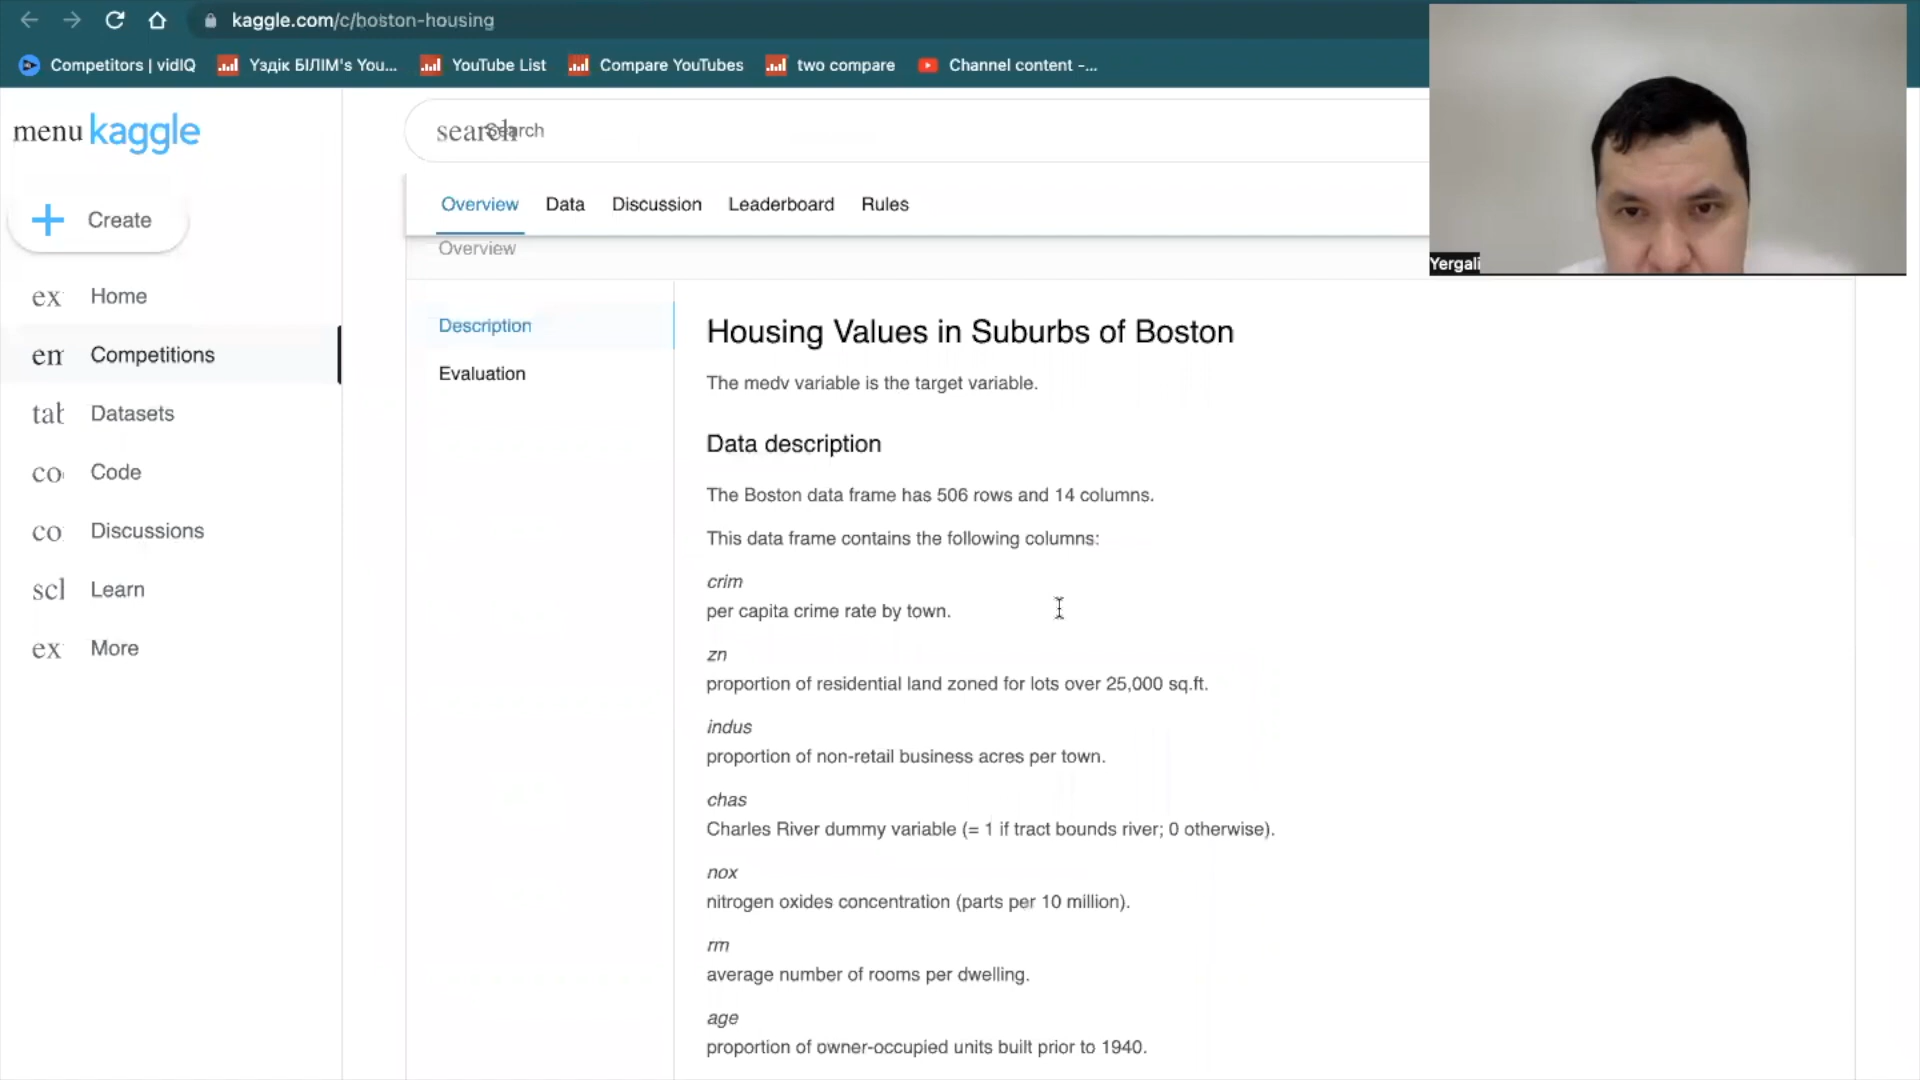 kaggle.com/c/boston-housing
Competitors | vidIQ
Үздік БІЛІМ's You...
YouTube List
Compare YouTubes
two compare
Channel content -...
menu kaggle
search
Search
Create
Overview
Data
Discussion
Leaderboard
Rules
Overview
Yergali
ex Home
em Competitions
tab Datasets
co Code
co Discussions
scl Learn
ex More
Description
Evaluation
Housing Values in Suburbs of Boston
The medv variable is the target variable.
Data description
The Boston data frame has 506 rows and 14 columns.
This data frame contains the following columns:
crim
per capita crime rate by town.
zn
proportion of residential land zoned for lots over 25,000 sq.ft.
indus
proportion of non-retail business acres per town.
chas
Charles River dummy variable (= 1 if tract bounds river; 0 otherwise).
nox
nitrogen oxides concentration (parts per 10 million).
rm
average number of rooms per dwelling.
age
proportion of owner-occupied units built prior to 1940.